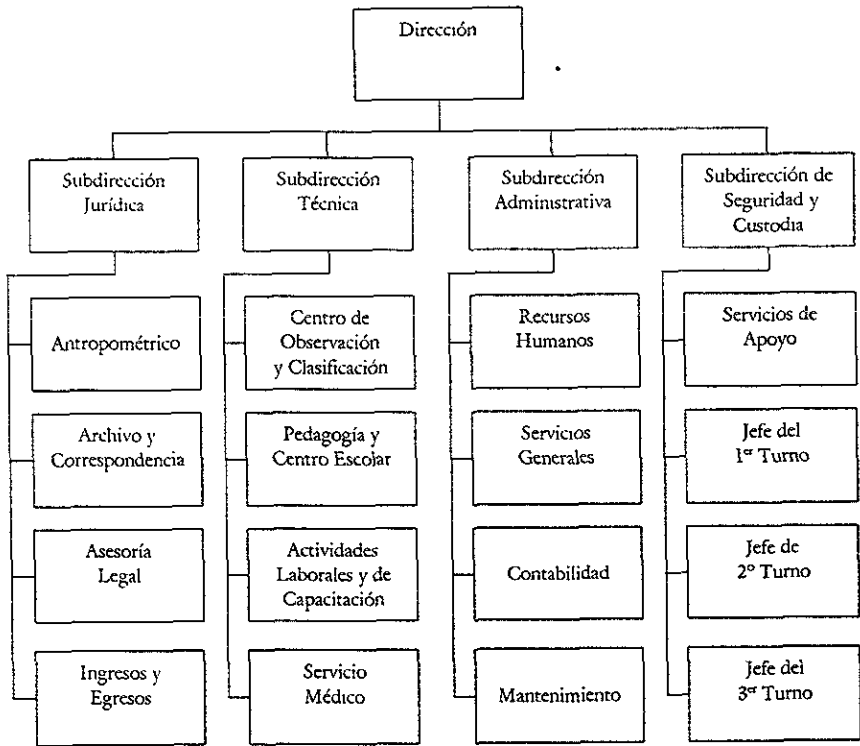 Dirección
Subdirección
Jurídica
Subdirección
Técnica
Subdirección
Administrativa
Subdirección de
Seguridad y
Custodia
Antropométrico
Centro de
Observación
y Clasificación
Recursos
Humanos
Servicios de
Apoyo
Archivo y
Correspondencia
Pedagogía y
Centro Escolar
Servicios
Generales
Jefe del
1er Turno
Asesoría
Legal
Actividades
Laborales y de
Capacitación
Contabilidad
Jefe de
2º Turno
Ingresos y
Egresos
Servicio
Médico
Mantenimiento
Jefe del
3er Turno